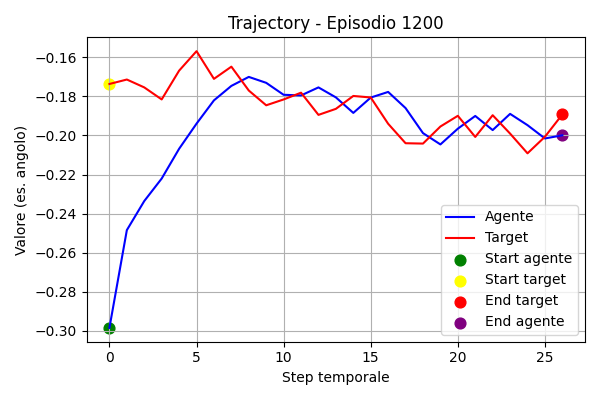 Trajectory - Episodio 1200
Valore (es. angolo)
−0.16
−0.18
−0.20
−0.22
−0.24
−0.26
−0.28
−0.30
0
5
10
15
20
25
Step temporale
Agente
Target
Start agente
Start target
End target
End agente